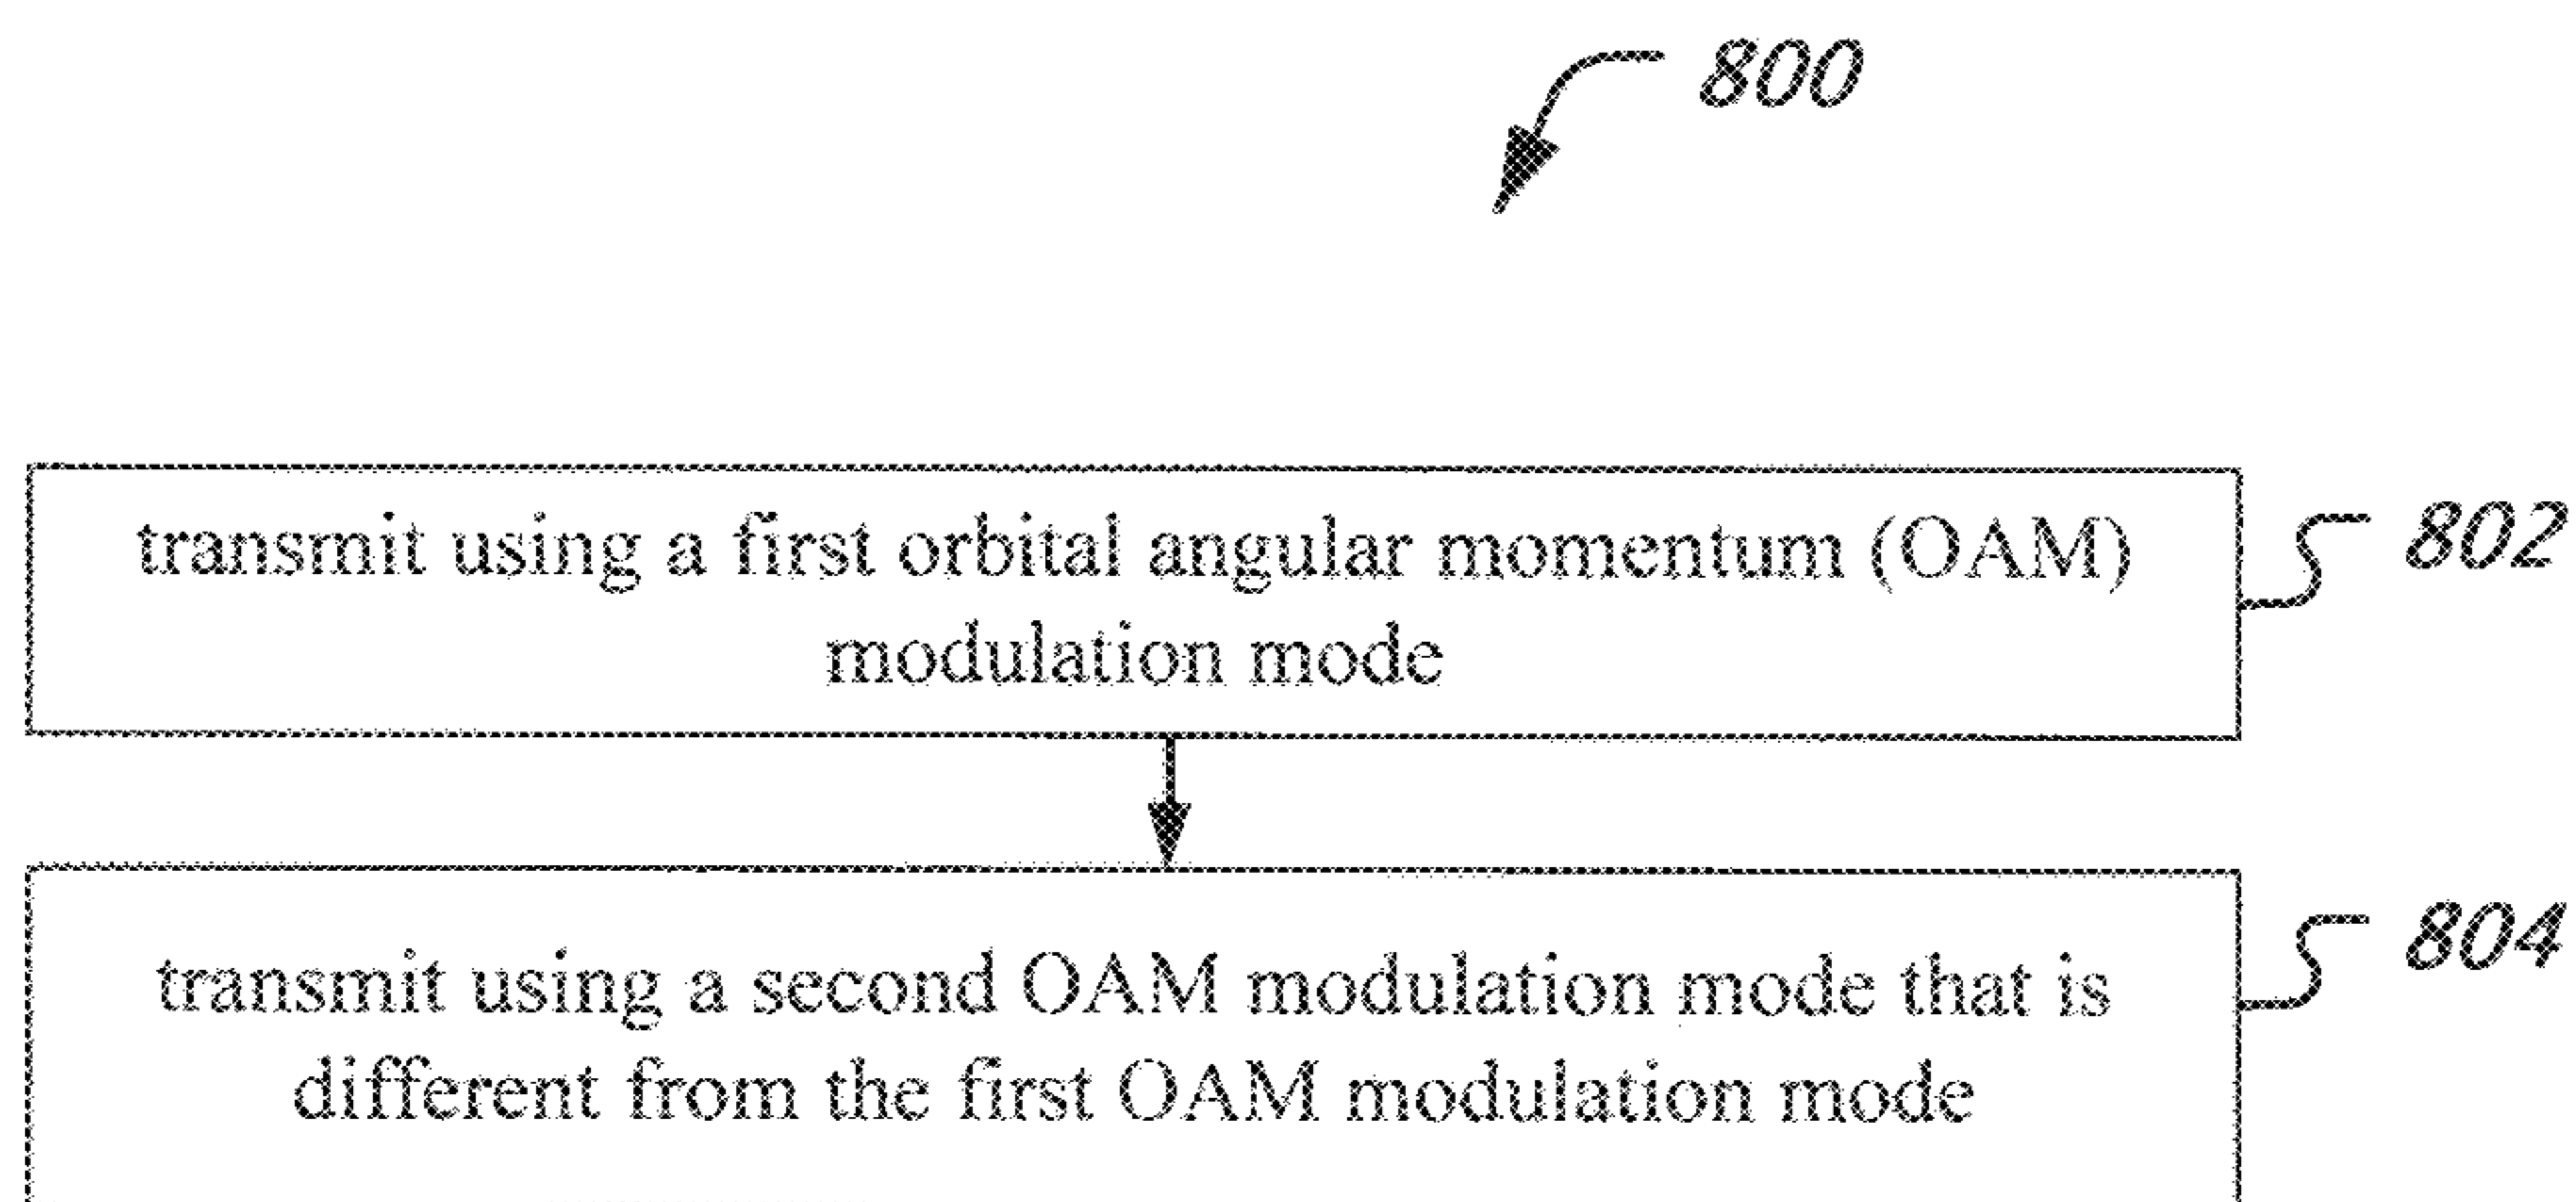 800
transmit using a first orbital angular momentum (OAM)
modulation mode
802
transmit using a second OAM modulation mode that is
different from the first OAM modulation mode
804